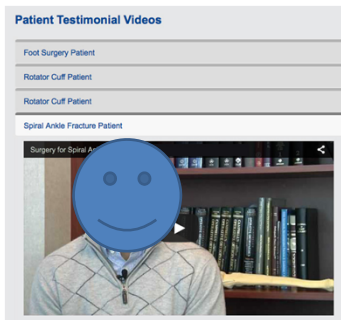 Patient Testimonial Videos
Foot Surgery Patient
Rotator Cuff Patient
Rotator Cuff Patient
Spiral Ankle Fracture Patient
Surgery for Spiral